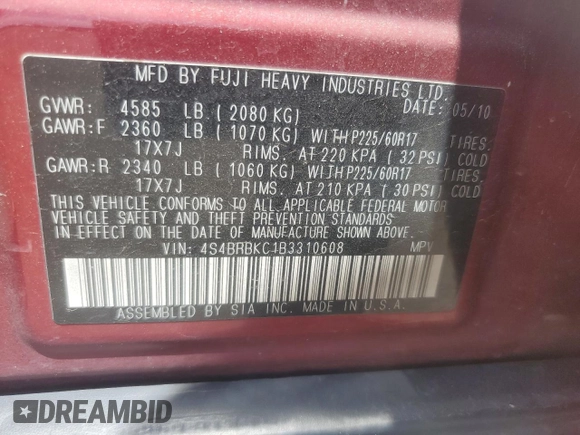 MFD BY FUJI HEAVY INDUSTRIES LTD.
GVWR: 4585 LB ( 2080 KG) 05/10
GAWR:F 2360 LB ( 1070 KG) WITH P225/60R17 TIRES.
17X7J RIMS. AT 220 KPA ( 32 PSI) COLD
GAWR:R 2340 LB ( 1060 KG) WITH P225/60R17 TIRES.
17X7J RIMS. AT 210 KPA ( 30 PSI) COLD
THIS VEHICLE CONFORMS TO ALL APPLICABLE FEDERAL MOTOR
VEHICLE SAFETY AND THEFT PREVENTION STANDARDS
IN EFFECT ON THE DATE OF MANUFACTURE SHOWN ABOVE.
VIN: 4S4BRBKC1B3310608 MPV
ASSEMBLED BY SIA INC. MADE IN U.S.A.
DREAMBID